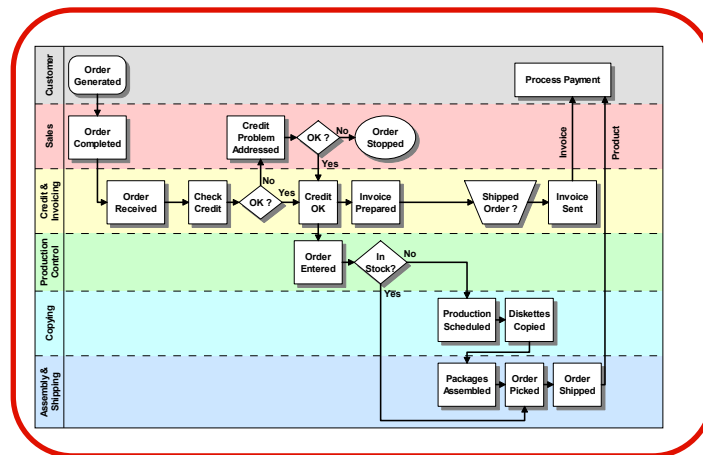 Customer
Order
Generated
Process Payment
Sales
Order
Completed
Credit
Problem
Addressed
OK ?
No
Order
Stopped
Yes
Invoice
Product
Credit &
Invoicing
Order
Received
Check
Credit
No
OK ?
Yes
Credit
OK
Invoice
Prepared
Shipped
Order ?
Invoice
Sent
Production
Control
Order
Entered
In
Stock?
No
Yes
Copying
Production
Scheduled
Diskettes
Copied
Assembly &
Shipping
Packages
Assembled
Order
Picked
Order
Shipped